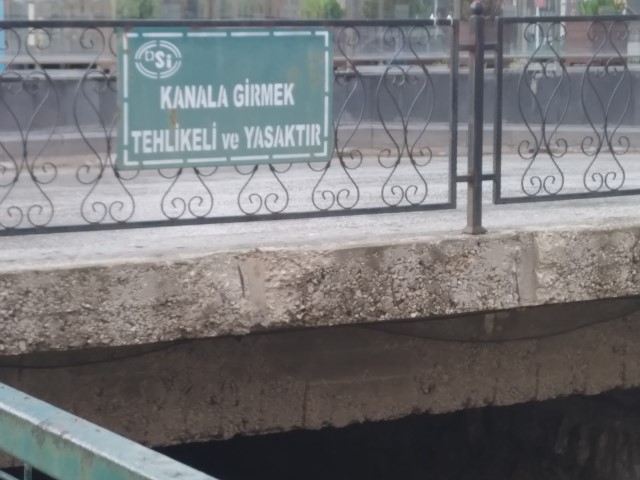 DSİ
KANALA GİRMEK
TEHLİKELİ ve YASAKTIR